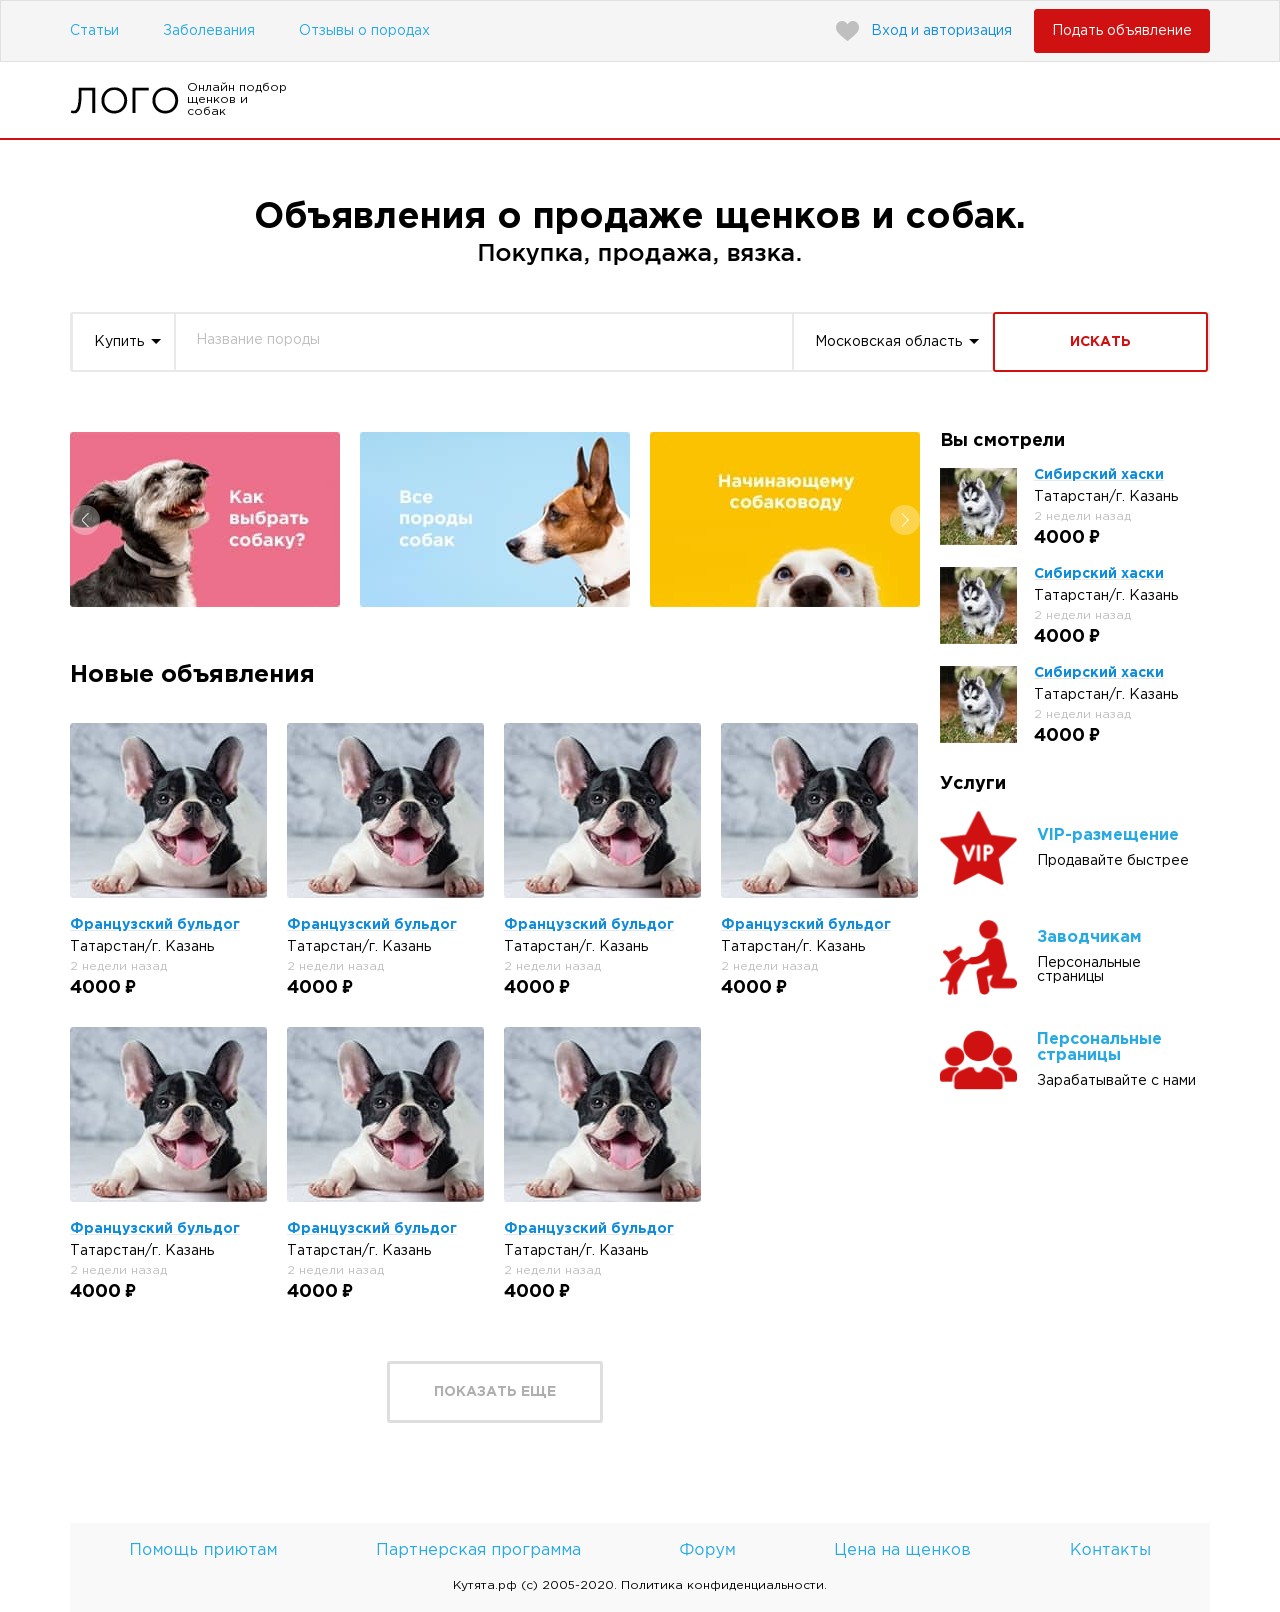 Статьи
Заболевания
Отзывы о породах
Вход и авторизация
Подать объявление
ЛОГО
Онлайн подбор
щенков и
собак
Объявления о продаже щенков и собак.
Покупка, продажа, вязка.
Купить
Название породы
Московская область
ИСКАТЬ
Как
выбрать
собаку?
Все
породы
собак
Начинающему
собаководу
Вы смотрели
Сибирский хаски
Татарстан/г. Казань
2 недели назад
4000 ₽
Сибирский хаски
Татарстан/г. Казань
2 недели назад
4000 ₽
Сибирский хаски
Татарстан/г. Казань
2 недели назад
4000 ₽
Услуги
VIP
VIP-размещение
Продавайте быстрее
Заводчикам
Персональные
страницы
Персональные
страницы
Зарабатывайте с нами
Новые объявления
Французский бульдог
Татарстан/г. Казань
2 недели назад
4000 ₽
Французский бульдог
Татарстан/г. Казань
2 недели назад
4000 ₽
Французский бульдог
Татарстан/г. Казань
2 недели назад
4000 ₽
Французский бульдог
Татарстан/г. Казань
2 недели назад
4000 ₽
Французский бульдог
Татарстан/г. Казань
2 недели назад
4000 ₽
Французский бульдог
Татарстан/г. Казань
2 недели назад
4000 ₽
Французский бульдог
Татарстан/г. Казань
2 недели назад
4000 ₽
ПОКАЗАТЬ ЕЩЕ
Помощь приютам
Партнерская программа
Форум
Цена на щенков
Контакты
Кутята.рф (с) 2005-2020. Политика конфиденциальности.